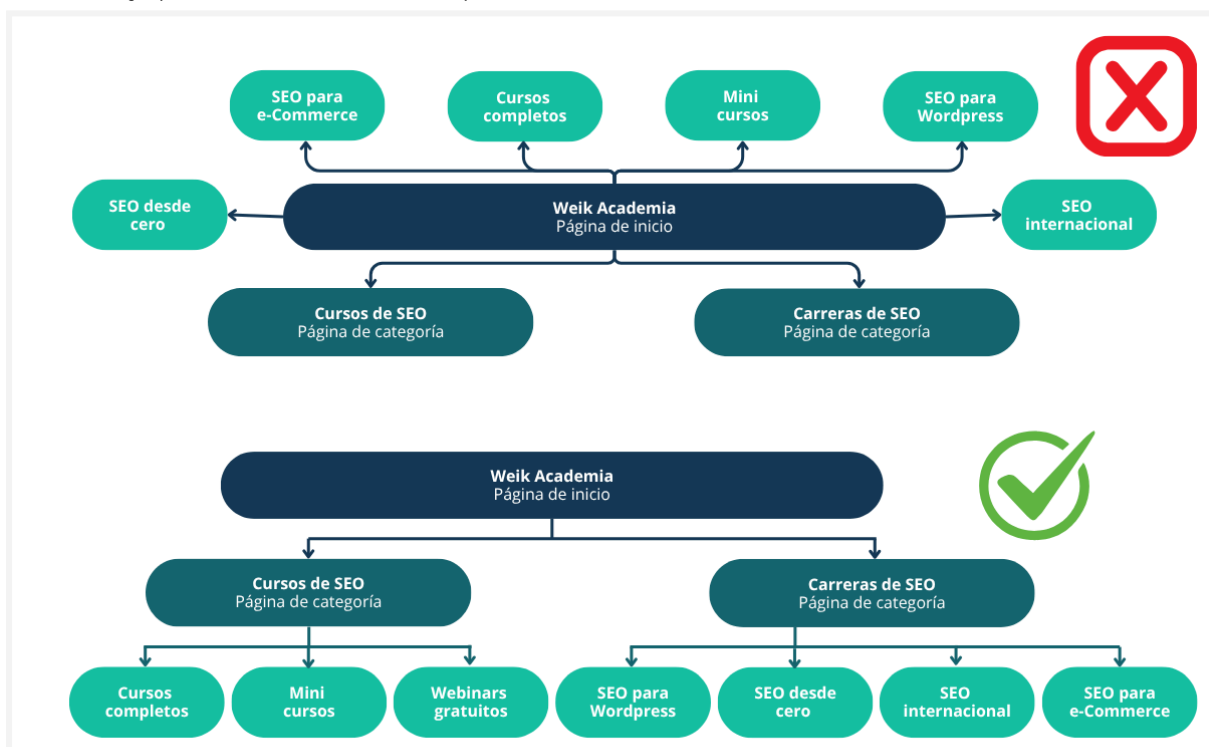 SEO para
e-Commerce
Cursos
completos
Mini
cursos
SEO para
Wordpress
SEO desde
cero
Weik Academia
Página de inicio
SEO
internacional
Cursos de SEO
Página de categoría
Carreras de SEO
Página de categoría
Weik Academia
Página de inicio
Cursos de SEO
Página de categoría
Carreras de SEO
Página de categoría
Cursos
completos
Mini
cursos
Webinars
gratuitos
SEO para
Wordpress
SEO desde
cero
SEO
internacional
SEO para
e-Commerce